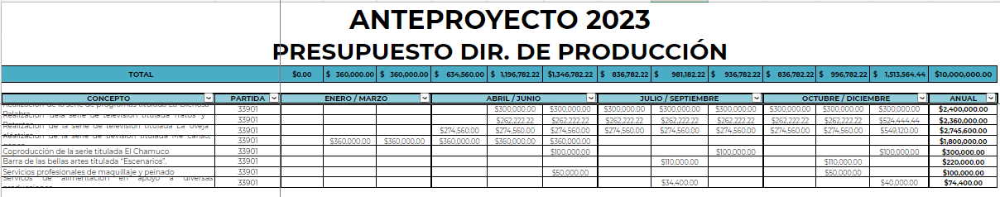 ANTEPROYECTO 2023
PRESUPUESTO DIR. DE PRODUCCIÓN
TOTAL $0.00 $ 360,000.00 $ 360,000.00 $ 634,560.00 $ 1,196,782.22 $1,346,782.22 $ 836,782.22 $ 981,182.22 $ 936,782.22 $ 836,782.22 $ 996,782.22 $ 1,513,564.44 $10,000,000.00
CONCEPTO PARTIDA ENERO / MARZO ABRIL / JUNIO JULIO / SEPTIEMBRE OCTUBRE / DICIEMBRE ANUAL
Realización de la serie de programas titulada La Dichosa
Palabra 33901 $300,000.00 $300,000.00 $300,000.00 $300,000.00 $300,000.00 $300,000.00 $300,000.00 $300,000.00 $2,400,000.00
Realización dela serie de televisión titulada Tratos y
33901 $262,222.22 $262,222.22 $262,222.22 $262,222.22 $262,222.22 $262,222.22 $262,222.22 $524,444.44 $2,360,000.00
Realización de la serie de televisión titulada La oveja
33901 $274,560.00 $274,560.00 $274,560.00 $274,560.00 $274,560.00 $274,560.00 $274,560.00 $274,560.00 $549,120.00 $2,745,600.00
Realización de la serie de televisión titulada Me canso,
33901 $360,000.00 $360,000.00 $360,000.00 $360,000.00 $360,000.00 $1,800,000.00
Coproducción de la serie titulada El Chamuco 33901 $100,000.00 $100,000.00 $100,000.00 $300,000.00
Barra de las bellas artes titulada “Escenarios”. 33901 $110,000.00 $110,000.00 $220,000.00
Servicios profesionales de maquillaje y peinado 33901 $50,000.00 $50,000.00 $100,000.00
Servicios de alimentación en apoyo a diversas
producciones 33901 $34,400.00 $40,000.00 $74,400.00